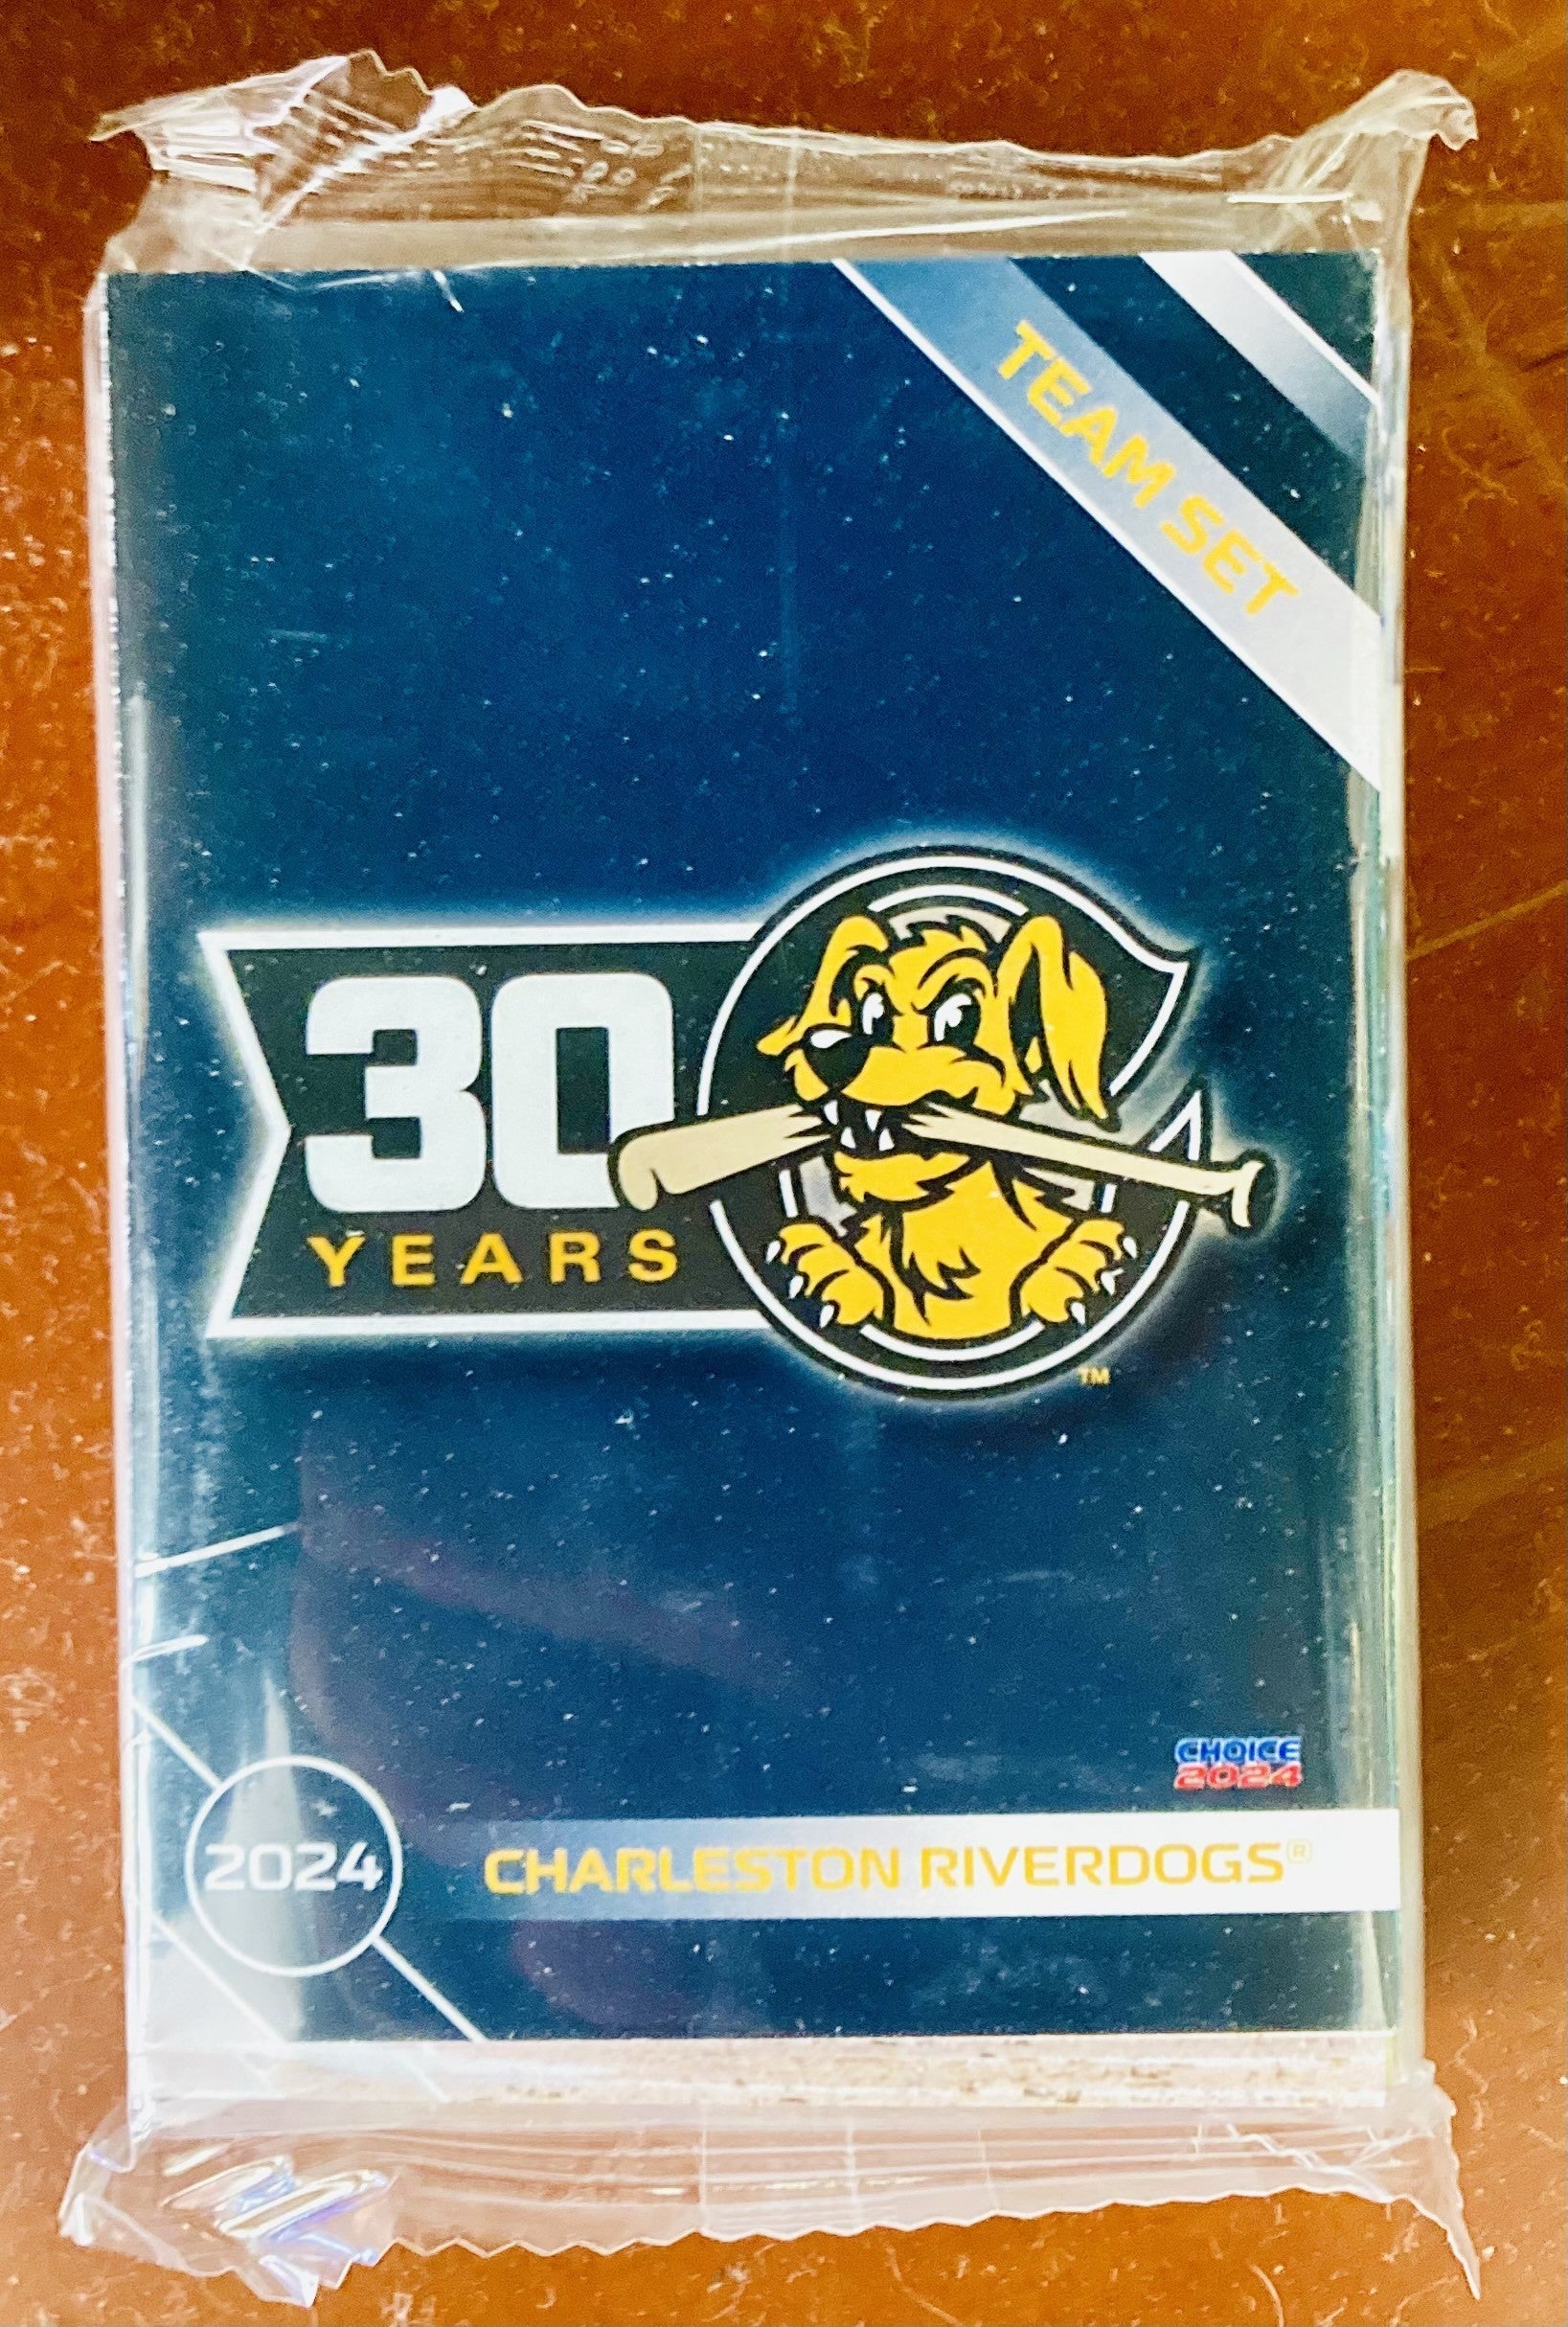 TEAM SET
30
YEARS
TM
CHOICE
2024
2024
CHARLESTON RIVERDOGS®